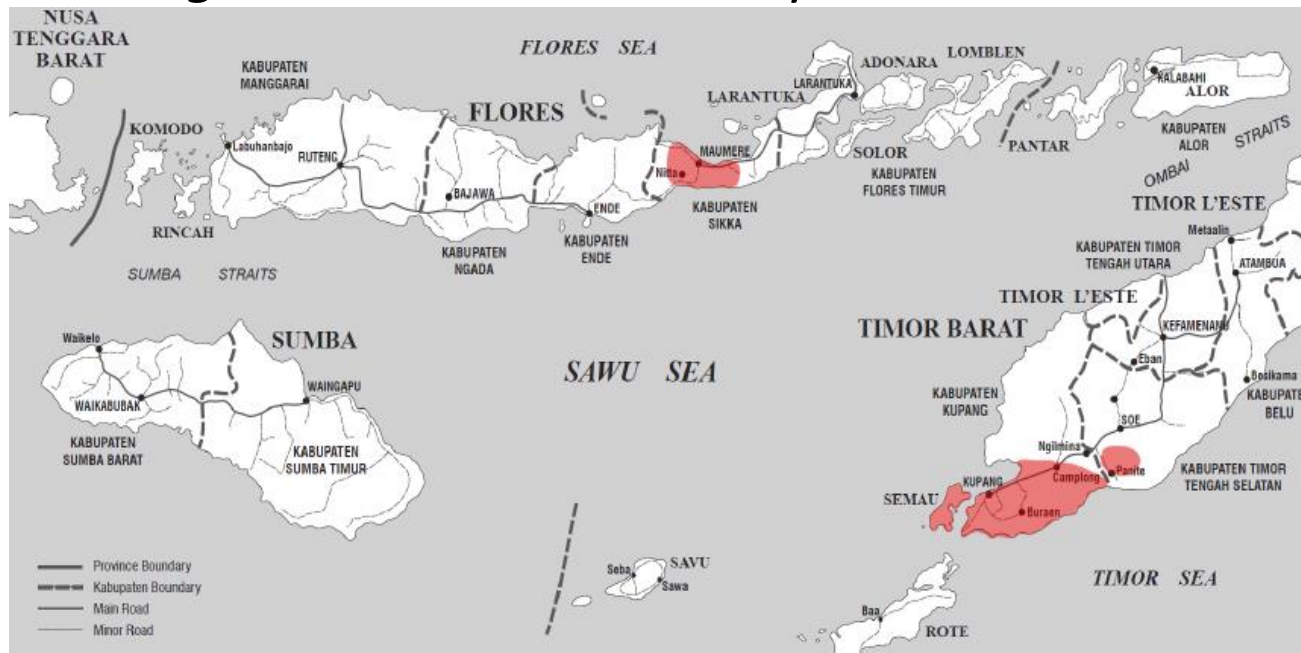 NUSA
TENGGARA
BARAT
FLORES SEA
KABUPATEN
MANGGARAI
FLORES
KOMODO
Labuhanbajo
RUTENG
BAJAWA
RINCAH
ENDE
KABUPATEN
NGADA
KABUPATEN
ENDE
MAUMERE
Nitta
KABUPATEN
SIKKA
LARANTUKA
LARANTUKA
ADONARA
LOMBLEN
SOLOR
KABUPATEN
FLORES TIMUR
PANTAR
KALABAHI
ALOR
KABUPATEN
ALOR
OMBAI STRAITS
SUMBA STRAITS
TIMOR L'ESTE
Metaalin
KABUPATEN TIMOR
TENGAH UTARA
ATAMBUA
TIMOR L'ESTE
TIMOR BARAT
KEFAMENANU
Eban
Bosikama
KABUPATE
BELU
KABUPATEN
KUPANG
SOE
Ngilmina
Camplong
Panite
KABUPATEN TIMOR
TENGAH SELATAN
KUPANG
SEMAU
Buraen
SUMBA
Waikelo
WAIKABUBAK
WAINGAPU
KABUPATEN
SUMBA BARAT
KABUPATEN
SUMBA TIMUR
SAWU SEA
SAVU
Seba
Sawa
TIMOR SEA
Baa
ROTE
Province Boundary
Kabupaten Boundary
Main Road
Minor Road